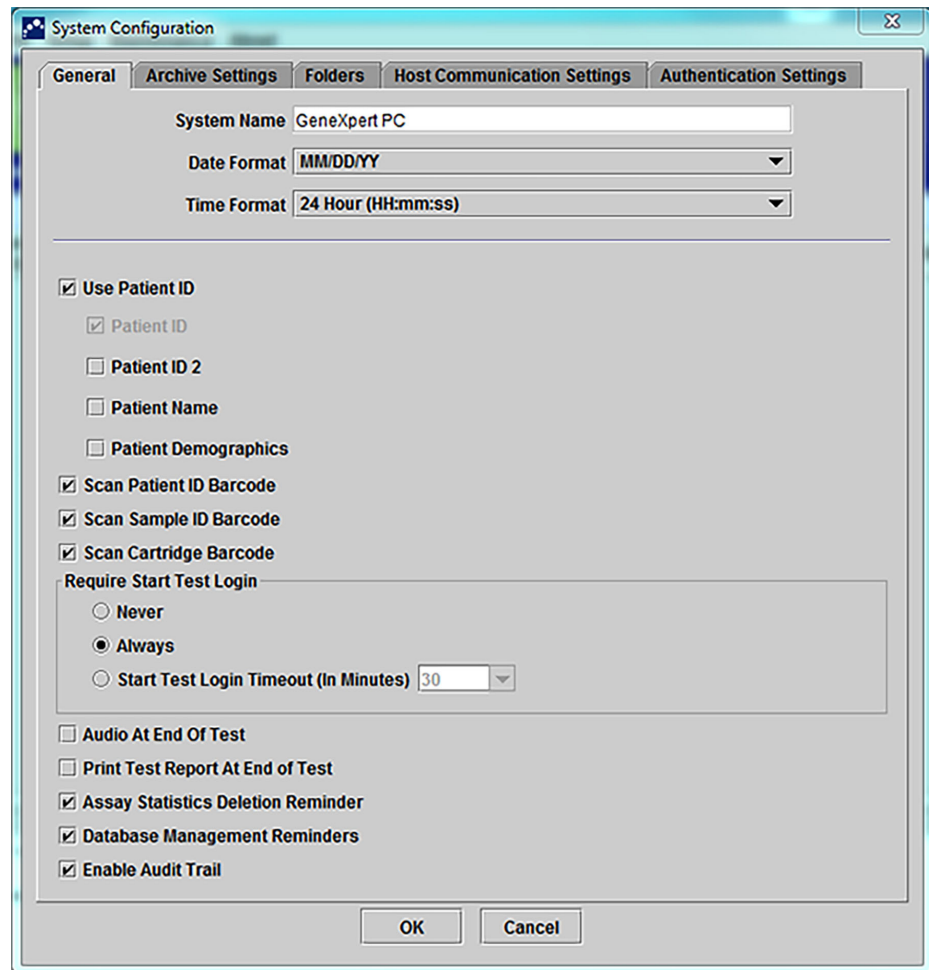 System Configuration
General Archive Settings Folders Host Communication Settings Authentication Settings
System Name GeneXpert PC
Date Format MM/DD/YY
Time Format 24 Hour (HH:mm:ss)
Use Patient ID
Patient ID
Patient ID 2
Patient Name
Patient Demographics
Scan Patient ID Barcode
Scan Sample ID Barcode
Scan Cartridge Barcode
Require Start Test Login
Never
Always
Start Test Login Timeout (In Minutes) 30
Audio At End Of Test
Print Test Report At End of Test
Assay Statistics Deletion Reminder
Database Management Reminders
Enable Audit Trail
OK Cancel